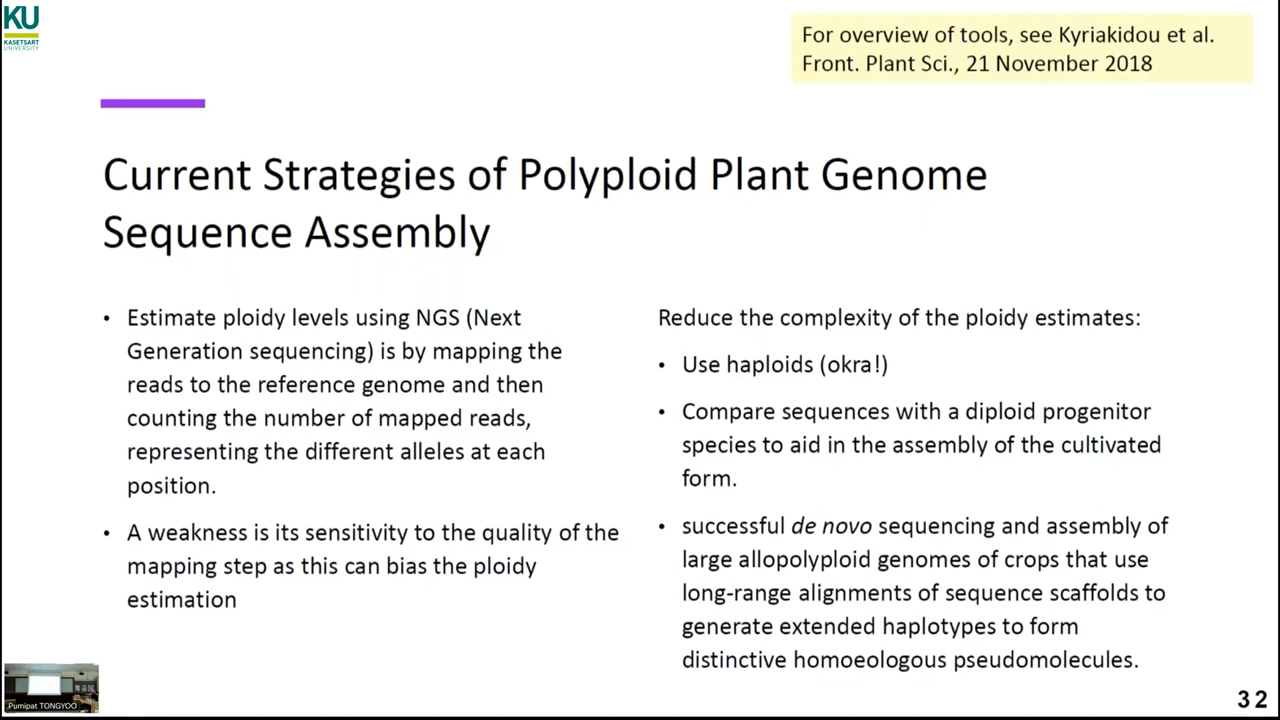 KU
KASETSART
UNIVERSITY
For overview of tools, see Kyriakidou et al.
Front. Plant Sci., 21 November 2018
Current Strategies of Polyploid Plant Genome
Sequence Assembly
• Estimate ploidy levels using NGS (Next
Generation sequencing) is by mapping the
reads to the reference genome and then
counting the number of mapped reads,
representing the different alleles at each
position.
• A weakness is its sensitivity to the quality of the
mapping step as this can bias the ploidy
estimation
Reduce the complexity of the ploidy estimates:
• Use haploids (okra!)
• Compare sequences with a diploid progenitor
species to aid in the assembly of the cultivated
form.
• successful de novo sequencing and assembly of
large allopolyploid genomes of crops that use
long-range alignments of sequence scaffolds to
generate extended haplotypes to form
distinctive homoeologous pseudomolecules.
Pumipat TONGYOO
32